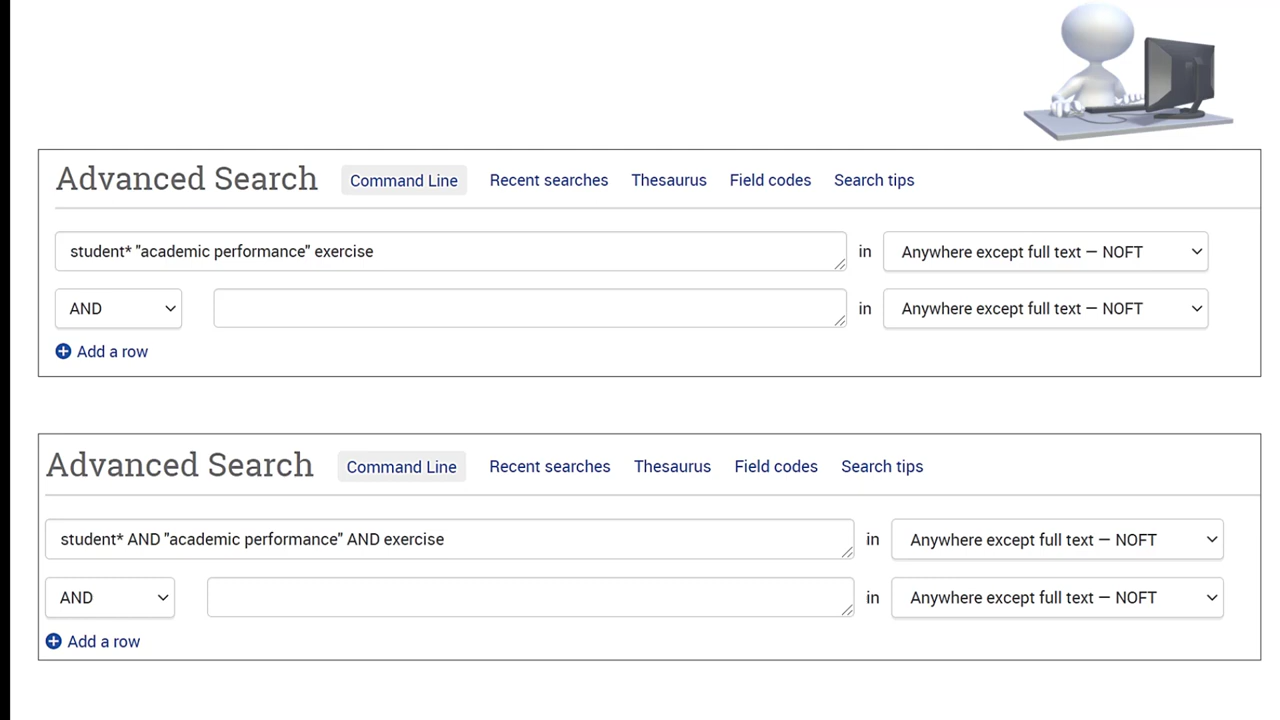 Advanced Search Command Line Recent searches Thesaurus Field codes Search tips
student* "academic performance" exercise in Anywhere except full text — NOFT
AND in Anywhere except full text — NOFT
Add a row
Advanced Search Command Line Recent searches Thesaurus Field codes Search tips
student* AND "academic performance" AND exercise in Anywhere except full text — NOFT
AND in Anywhere except full text — NOFT
Add a row